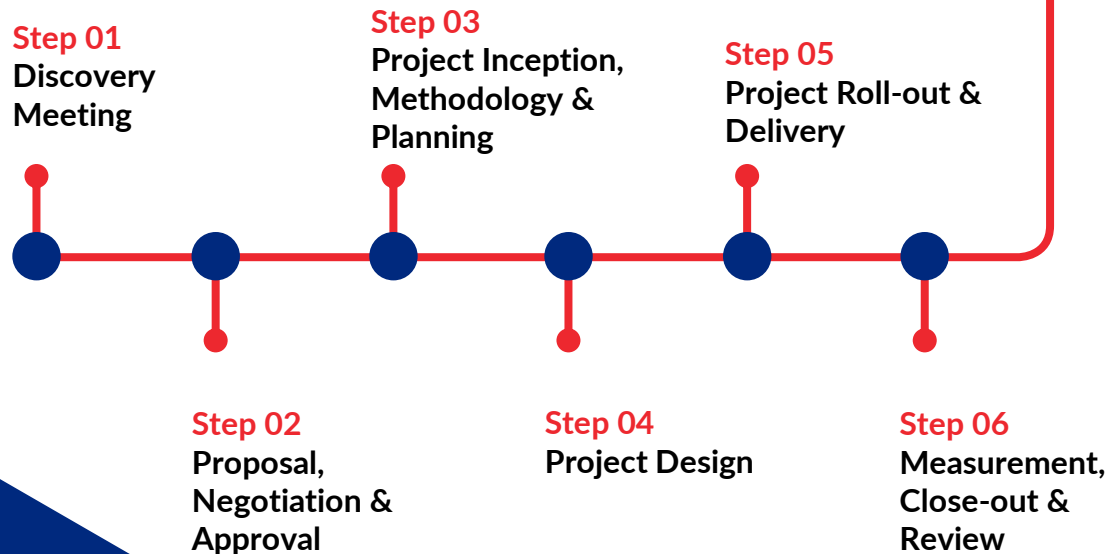 Step 01
Discovery
Meeting
Step 02
Proposal,
Negotiation &
Approval
Step 03
Project Inception,
Methodology &
Planning
Step 04
Project Design
Step 05
Project Roll-out &
Delivery
Step 06
Measurement,
Close-out &
Review